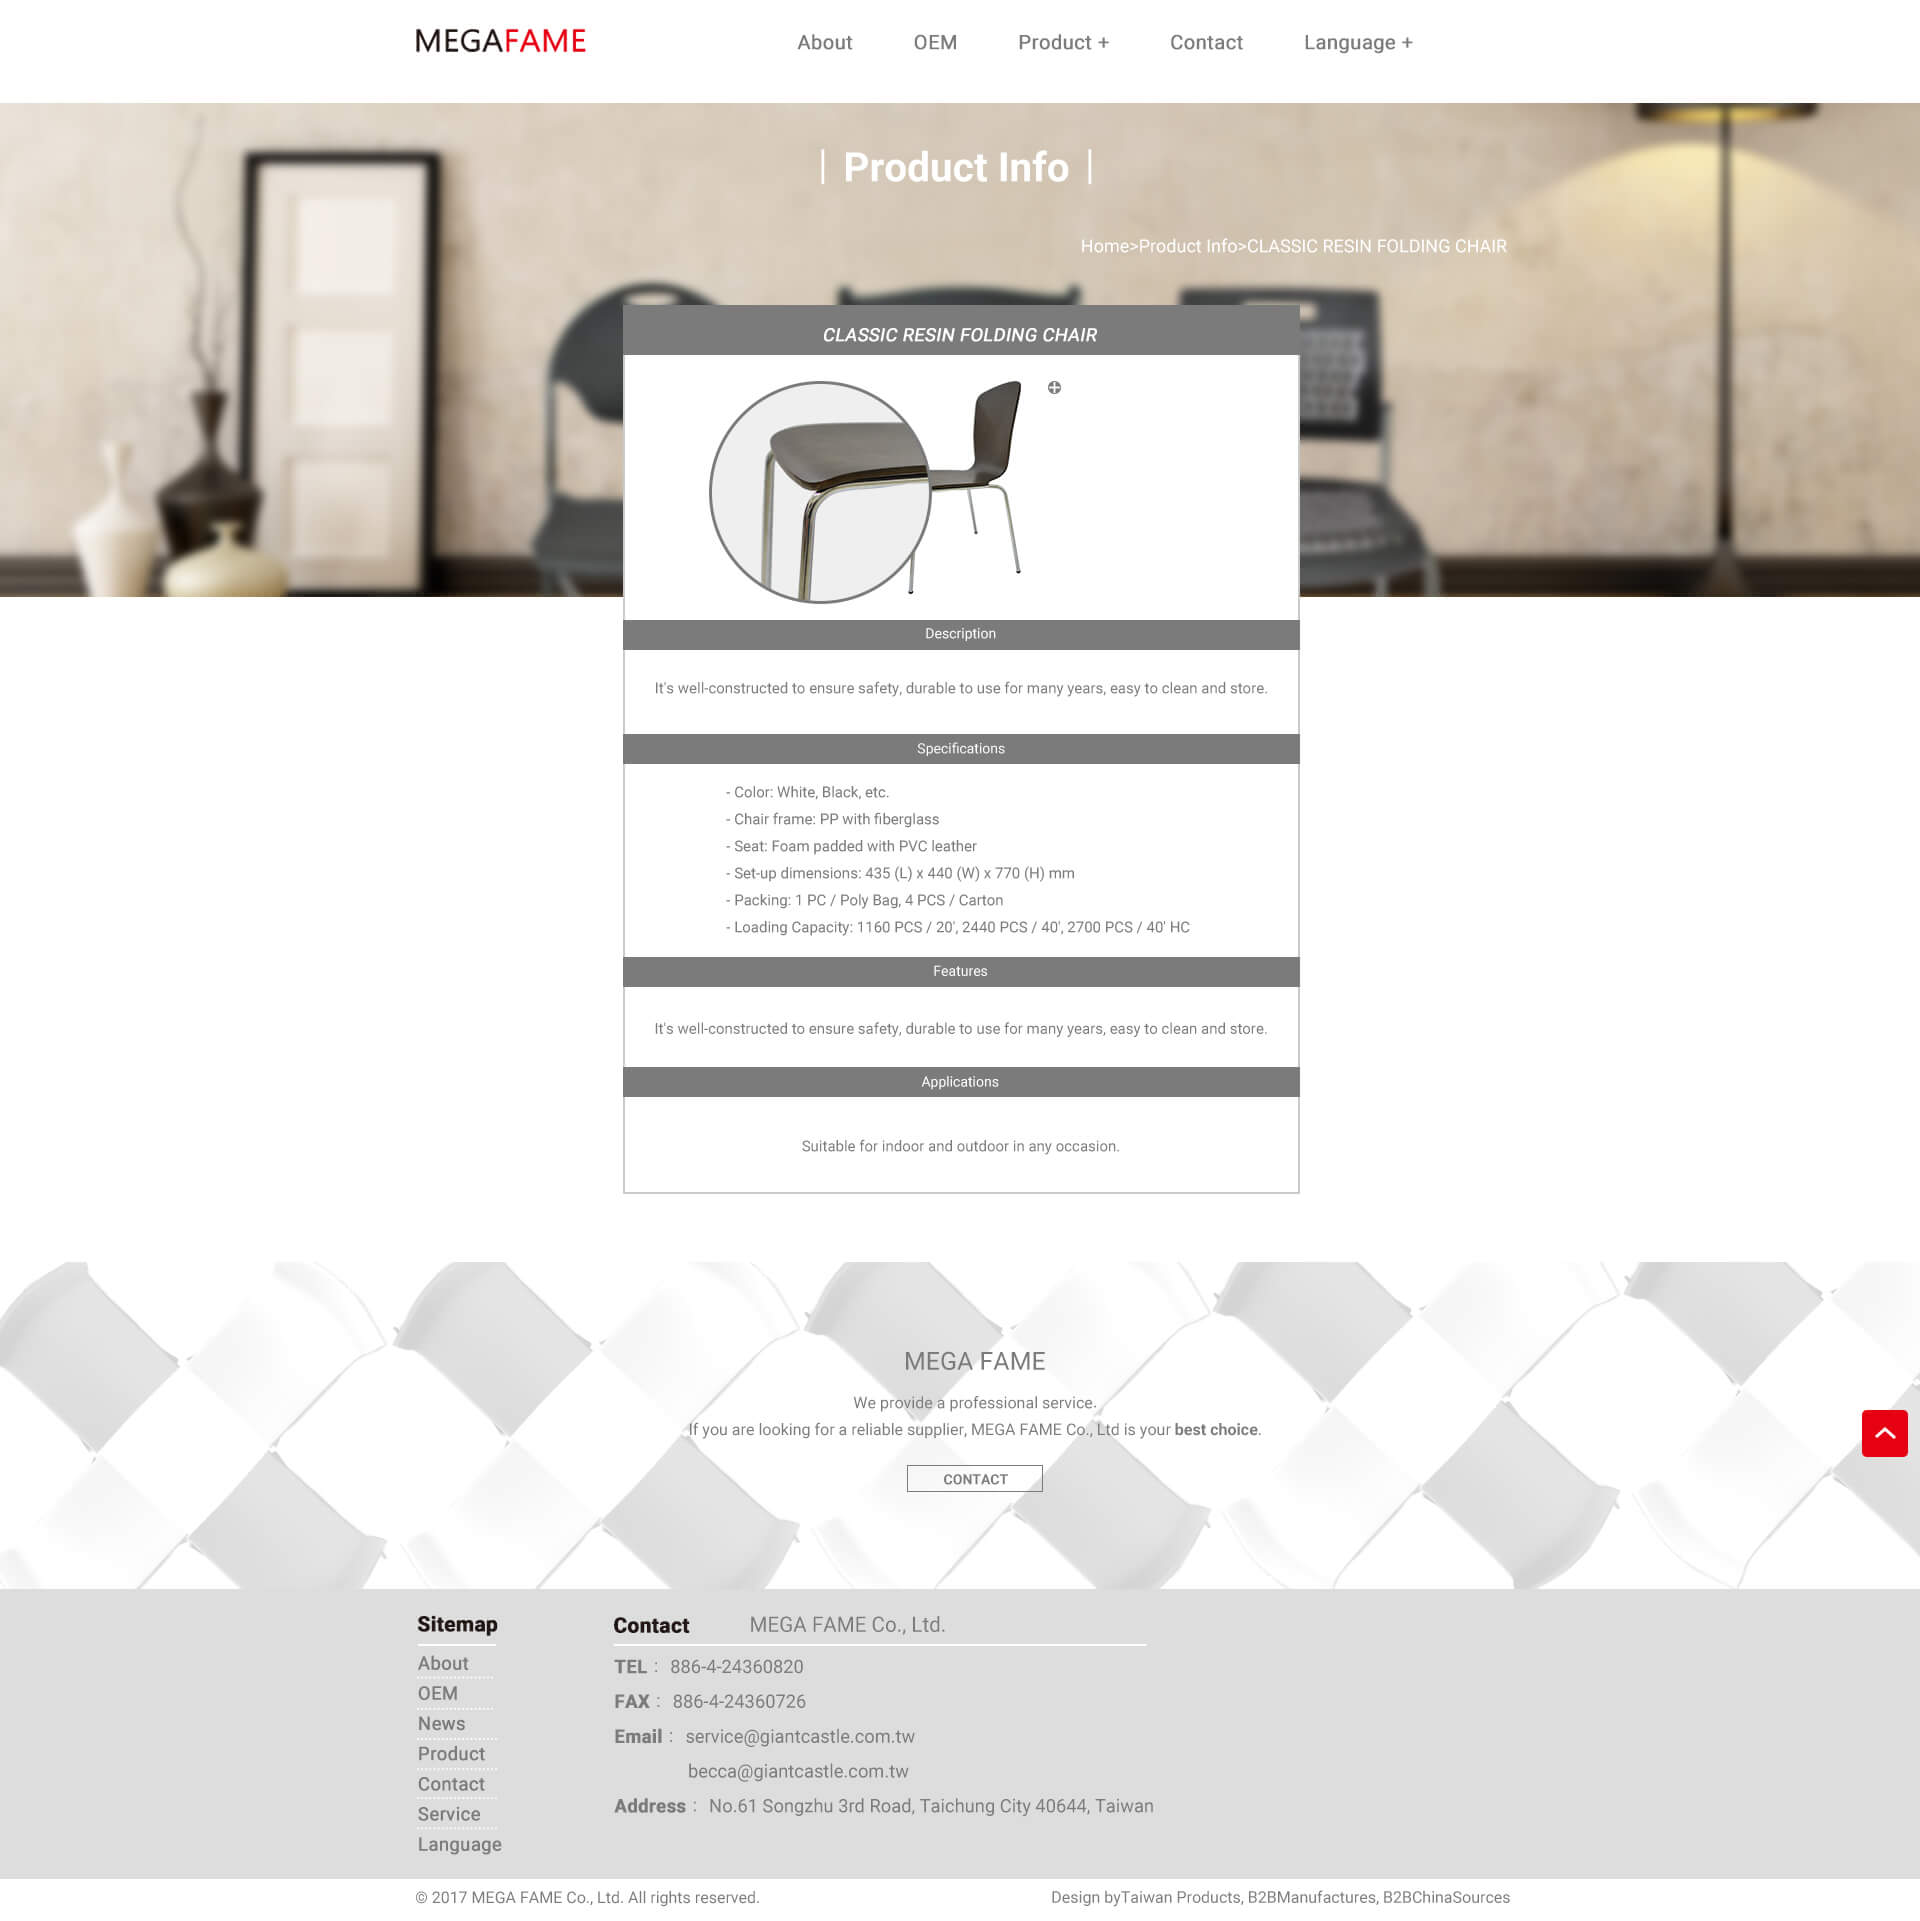 MEGAFAME
About OEM Product + Contact Language +
Product Info
Home>Product Info>CLASSIC RESIN FOLDING CHAIR
CLASSIC RESIN FOLDING CHAIR
Description
It's well-constructed to ensure safety, durable to use for many years, easy to clean and store.
Specifications
- Color: White, Black, etc.
- Chair frame: PP with fiberglass
- Seat: Foam padded with PVC leather
- Set-up dimensions: 435 (L) x 440 (W) x 770 (H) mm
- Packing: 1 PC / Poly Bag, 4 PCS / Carton
- Loading Capacity: 1160 PCS / 20', 2440 PCS / 40', 2700 PCS / 40' HC
Features
It's well-constructed to ensure safety, durable to use for many years, easy to clean and store.
Applications
Suitable for indoor and outdoor in any occasion.
MEGA FAME
We provide a professional service.
If you are looking for a reliable supplier, MEGA FAME Co., Ltd is your best choice.
CONTACT
Sitemap
About
OEM
News
Product
Contact
Service
Language
Contact MEGA FAME Co., Ltd.
TEL : 886-4-24360820
FAX : 886-4-24360726
Email : service@giantcastle.com.tw
becca@giantcastle.com.tw
Address : No.61 Songzhu 3rd Road, Taichung City 40644, Taiwan
© 2017 MEGA FAME Co., Ltd. All rights reserved.
Design byTaiwan Products, B2BManufactures, B2BChinaSources